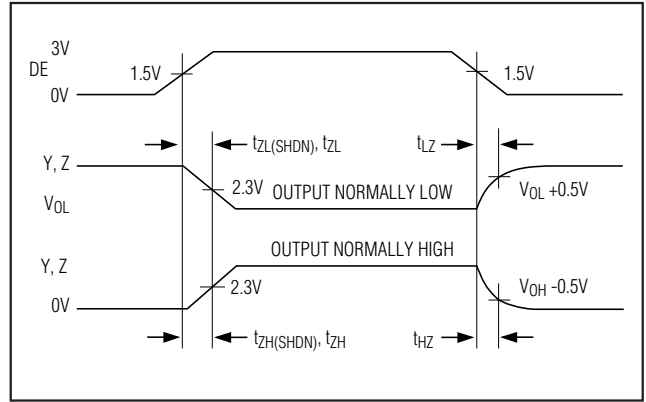 3V
DE
1.5V
1.5V
0V
tZL(SHDN), tZL
tLZ
Y, Z
2.3V
OUTPUT NORMALLY LOW
VOL +0.5V
VOL
OUTPUT NORMALLY HIGH
Y, Z
2.3V
VOH -0.5V
0V
tZH(SHDN), tZH
tHZ